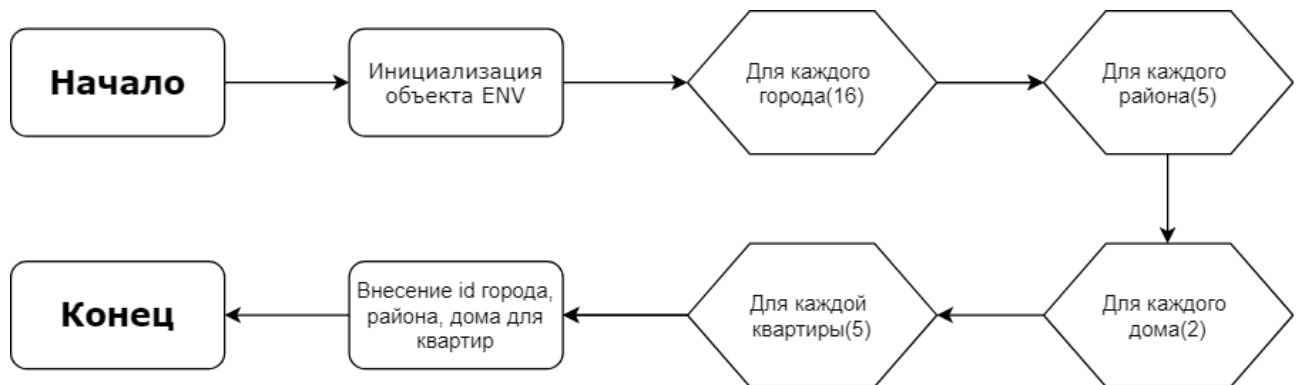 Начало
Инициализация
объекта ENV
Для каждого
города(16)
Для каждого
района(5)
Для каждого
дома(2)
Для каждой
квартиры(5)
Внесение id города,
района, дома для
квартир
Конец